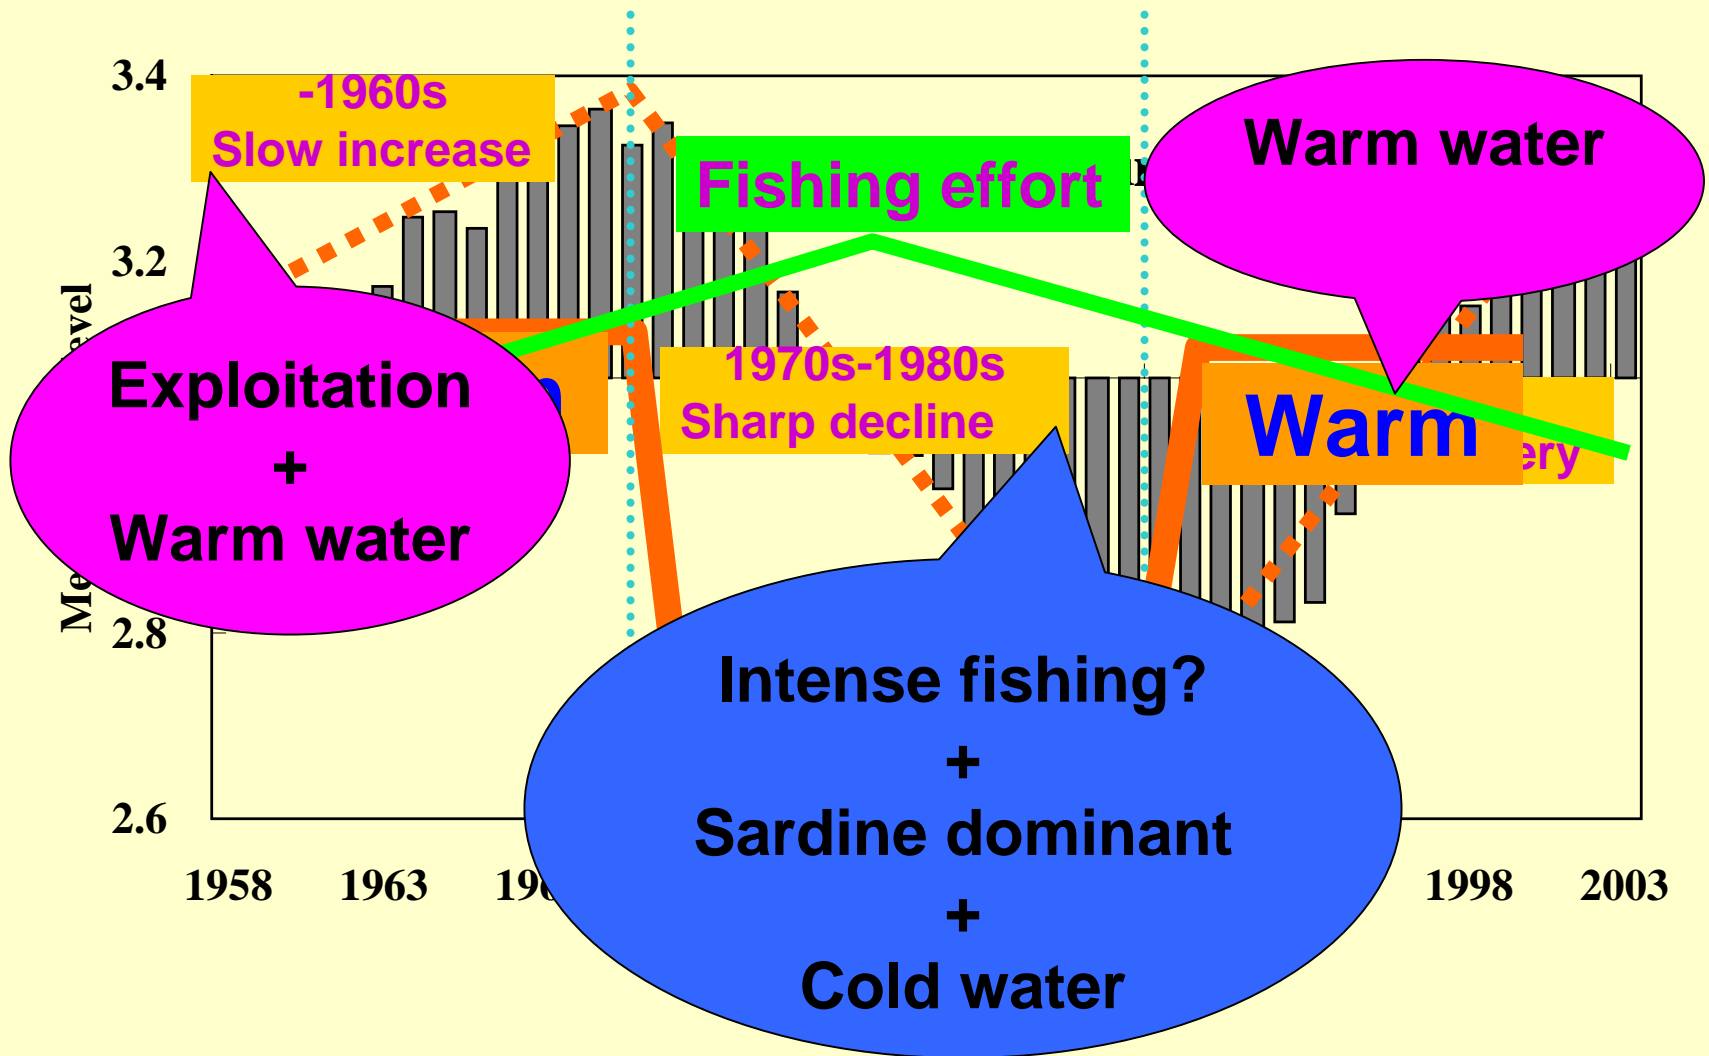 3.4
-1960s
Slow increase
Fishing effort
Warm water
3.2
Exploitation
+
Warm water
1970s-1980s
Sharp decline
Warm
2.8
Intense fishing?
+
Sardine dominant
+
Cold water
2.6
1958
1963
1998
2003